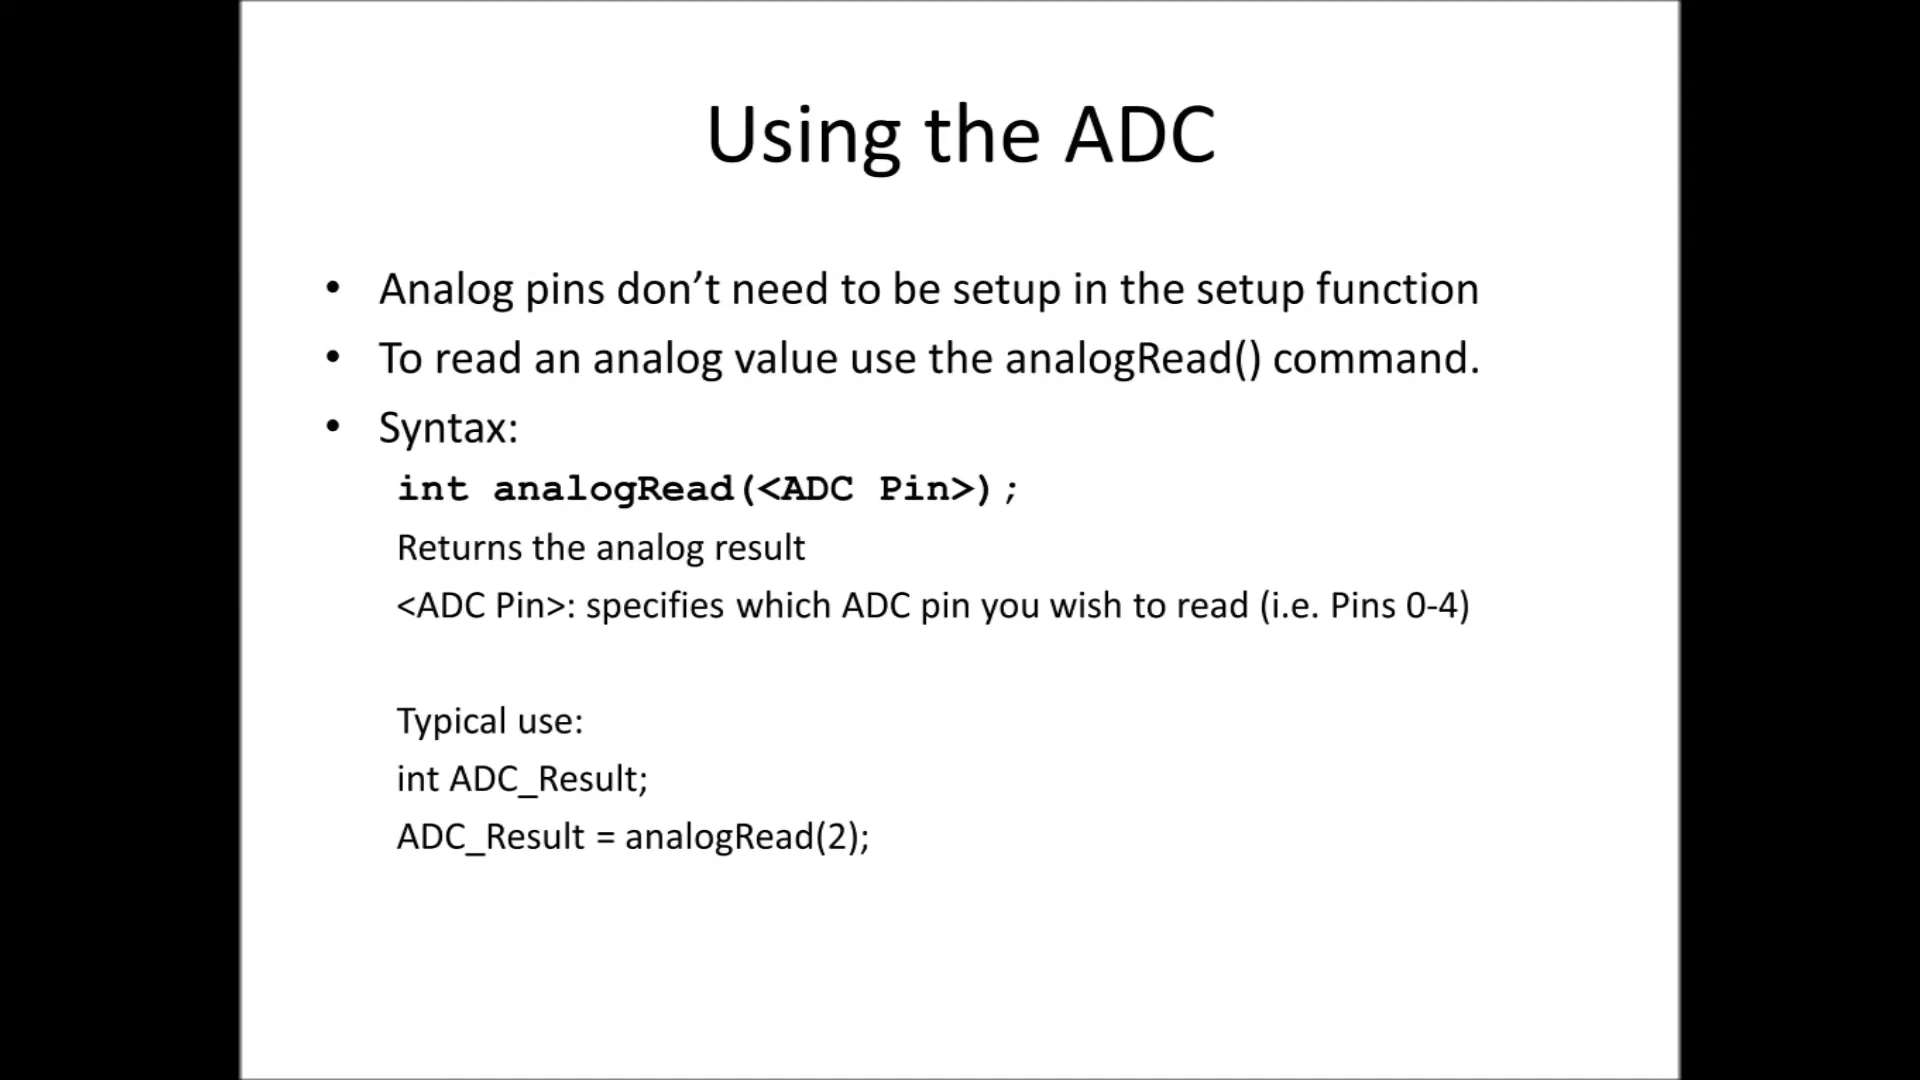 Using the ADC
• Analog pins don’t need to be setup in the setup function
• To read an analog value use the analogRead() command.
• Syntax:
int analogRead(<ADC Pin>);
Returns the analog result
<ADC Pin>: specifies which ADC pin you wish to read (i.e. Pins 0-4)
Typical use:
int ADC_Result;
ADC_Result = analogRead(2);